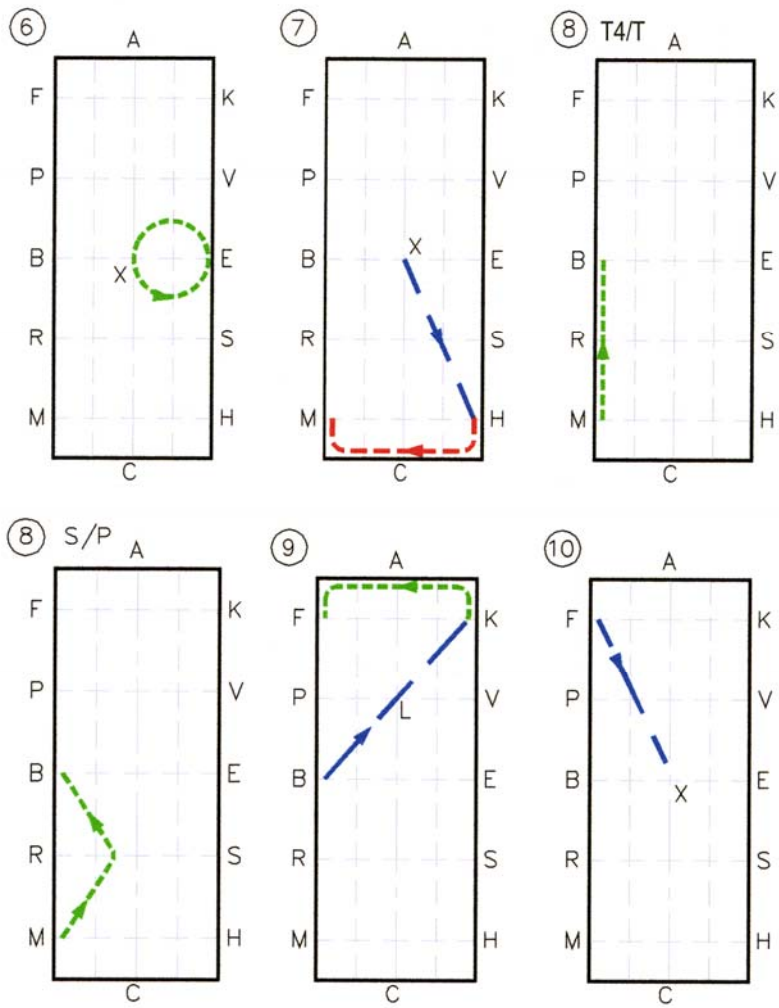 6 7 8 T4/T
A A A
F K F K F K
P V P V P V
B E B X E B E
X
R S R S R S
M H M H M H
C C C
8 S/P 9 10
A A A
F K F K F K
P V P L V P V
B E B E B X E
R S R S R S
M H M H M H
C C C